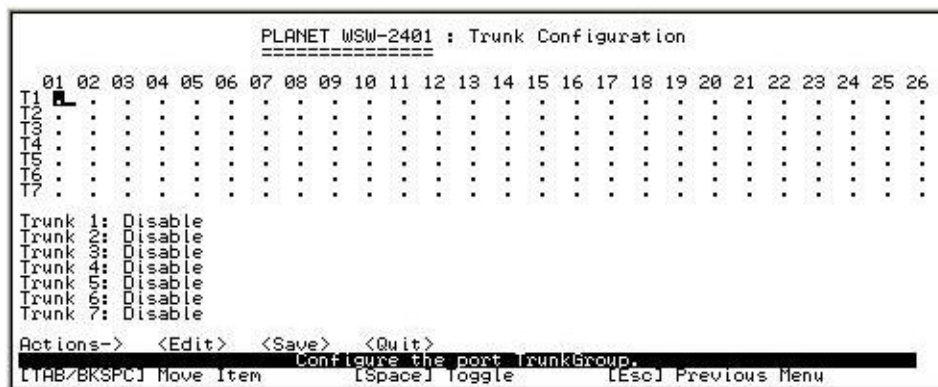 PLANET WSW-2401 : Trunk Configuration
================
01 02 03 04 05 06 07 08 09 10 11 12 13 14 15 16 17 18 19 20 21 22 23 24 25 26
T1 . . . . . . . . . . . . . . . . . . . . . . . . . .
T2 . . . . . . . . . . . . . . . . . . . . . . . . . .
T3 . . . . . . . . . . . . . . . . . . . . . . . . . .
T4 . . . . . . . . . . . . . . . . . . . . . . . . . .
T5 . . . . . . . . . . . . . . . . . . . . . . . . . .
T6 . . . . . . . . . . . . . . . . . . . . . . . . . .
T7 . . . . . . . . . . . . . . . . . . . . . . . . . .
Trunk 1: Disable
Trunk 2: Disable
Trunk 3: Disable
Trunk 4: Disable
Trunk 5: Disable
Trunk 6: Disable
Trunk 7: Disable
Actions-> <Edit> <Save> <Quit>
Configure the port TrunkGroup.
[TAB/BKSPC] Move Item [Space] Toggle [Esc] Previous Menu